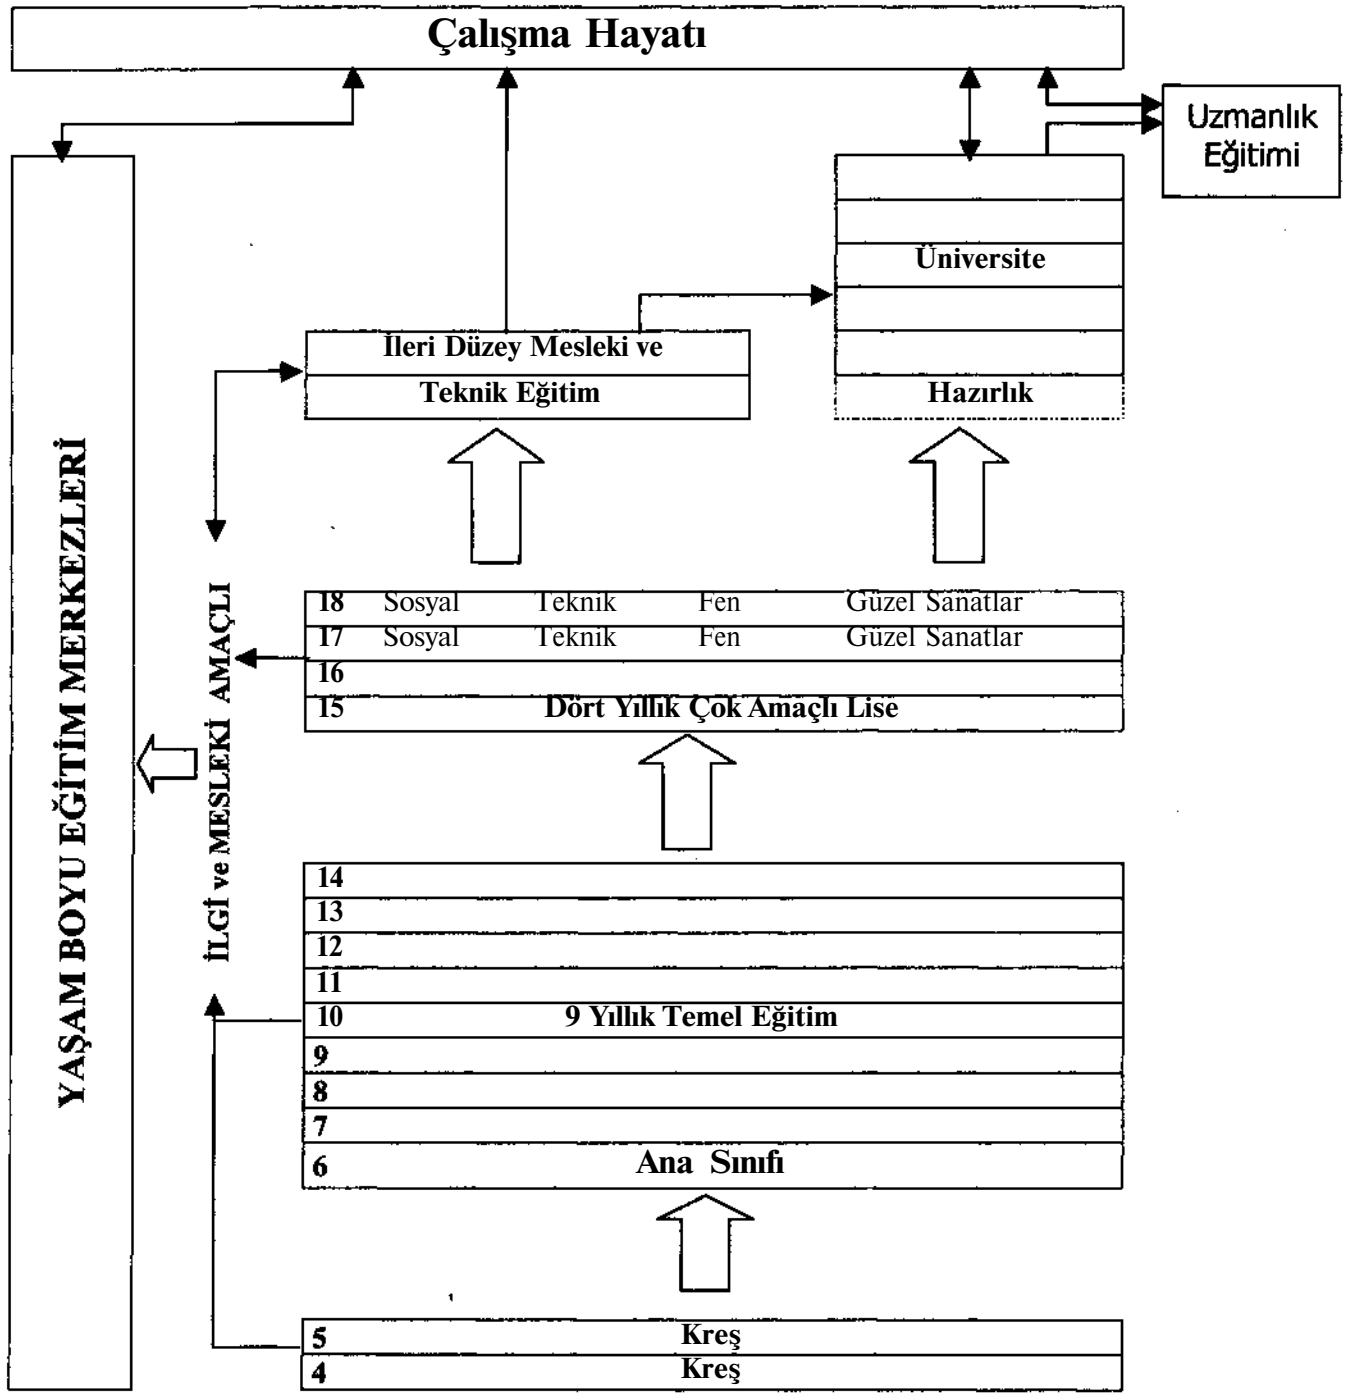 Çalışma Hayatı
Uzmanlık
Eğitimi
Üniversite
Hazırlık
İleri Düzey Mesleki ve
Teknik Eğitim
YAŞAM BOYU EĞİTİM MERKEZLERİ
İLGİ ve MESLEKİ AMAÇLI
18 Sosyal Teknik Fen Güzel Sanatlar
17 Sosyal Teknik Fen Güzel Sanatlar
16
15 Dört Yıllık Çok Amaçlı Lise
14
13
12
11
10 9 Yıllık Temel Eğitim
9
8
7
6 Ana Sınıfı
5 Kreş
4 Kreş